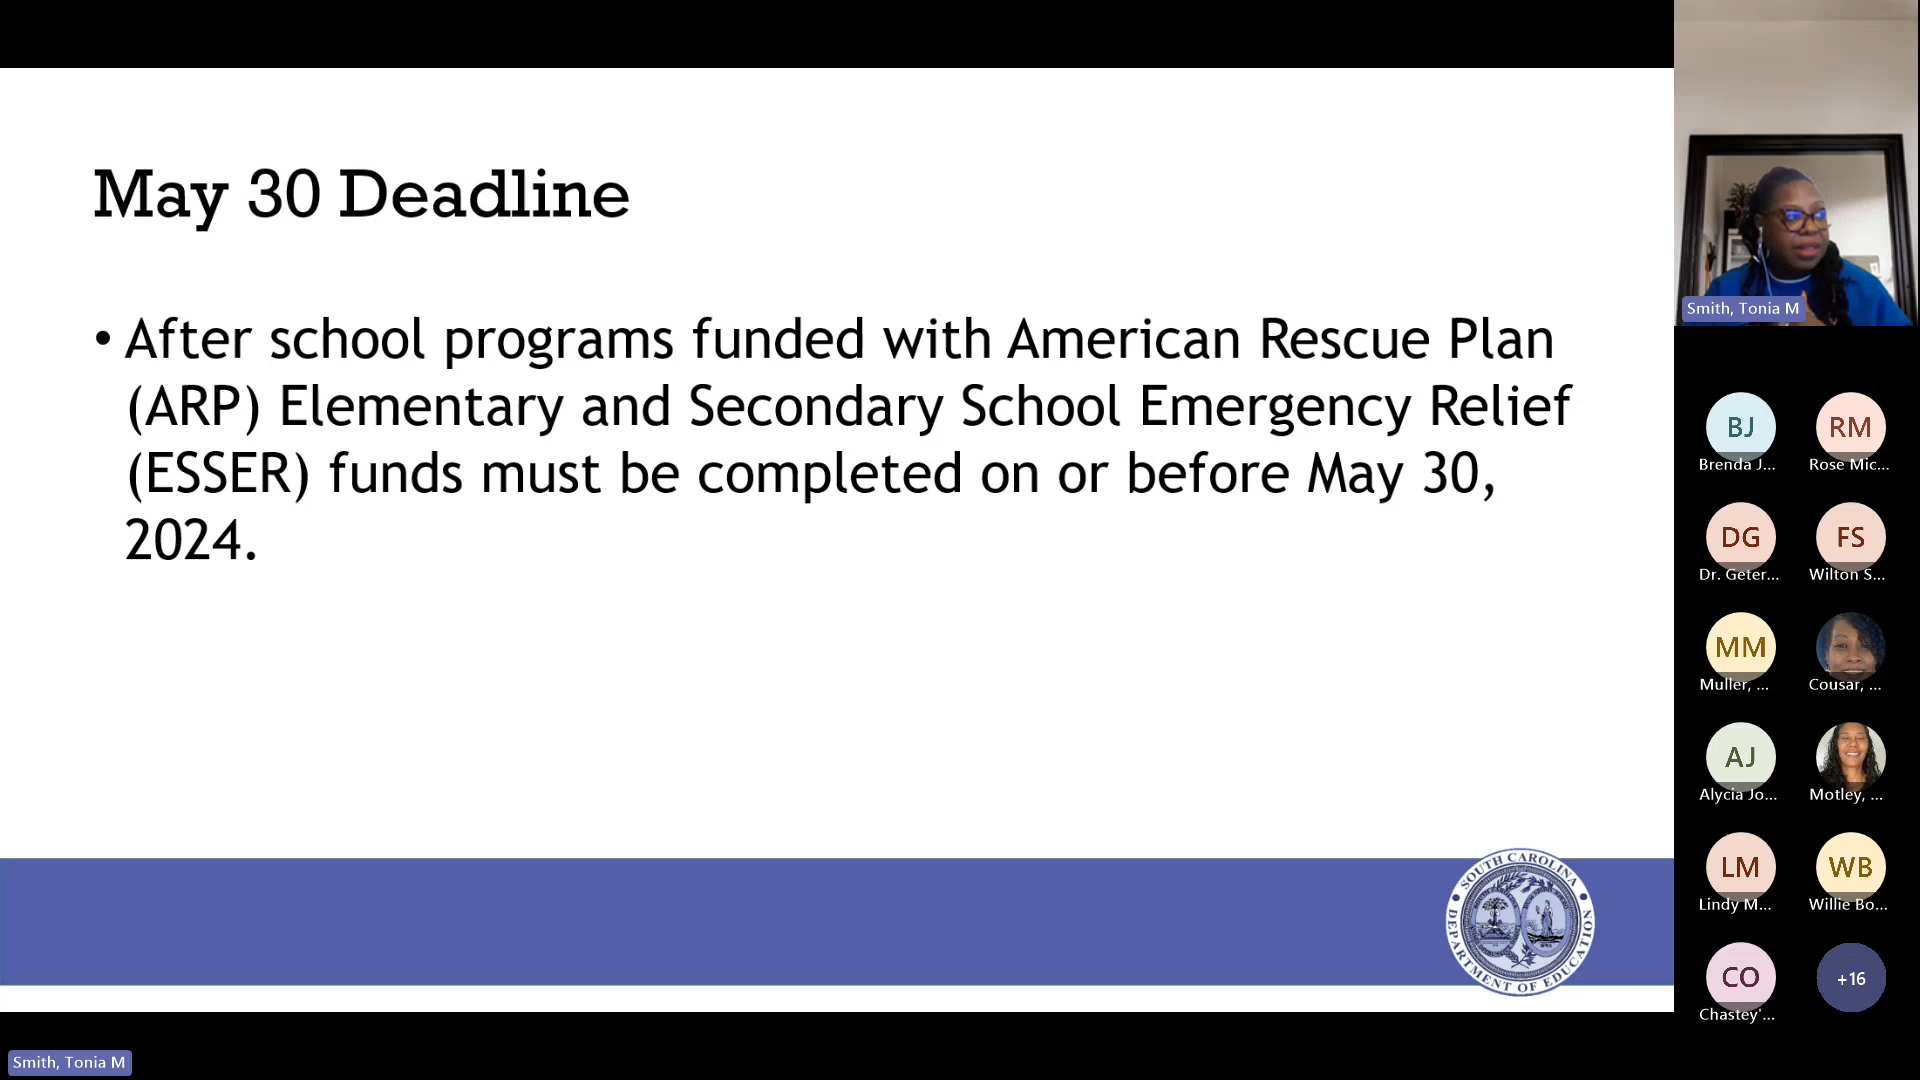 May 30 Deadline
• After school programs funded with American Rescue Plan
(ARP) Elementary and Secondary School Emergency Relief
(ESSER) funds must be completed on or before May 30,
2024.
SOUTH CAROLINA
DEPARTMENT OF EDUCATION
Smith, Tonia M
BJ
Brenda J...
RM
Rose Mic...
DG
Dr. Geter...
FS
Wilton S...
MM
Muller, ...
Cousar, ...
AJ
Alycia Jo...
Motley, ...
LM
Lindy M...
WB
Willie Bo...
CO
Chastey'...
+16
Smith, Tonia M